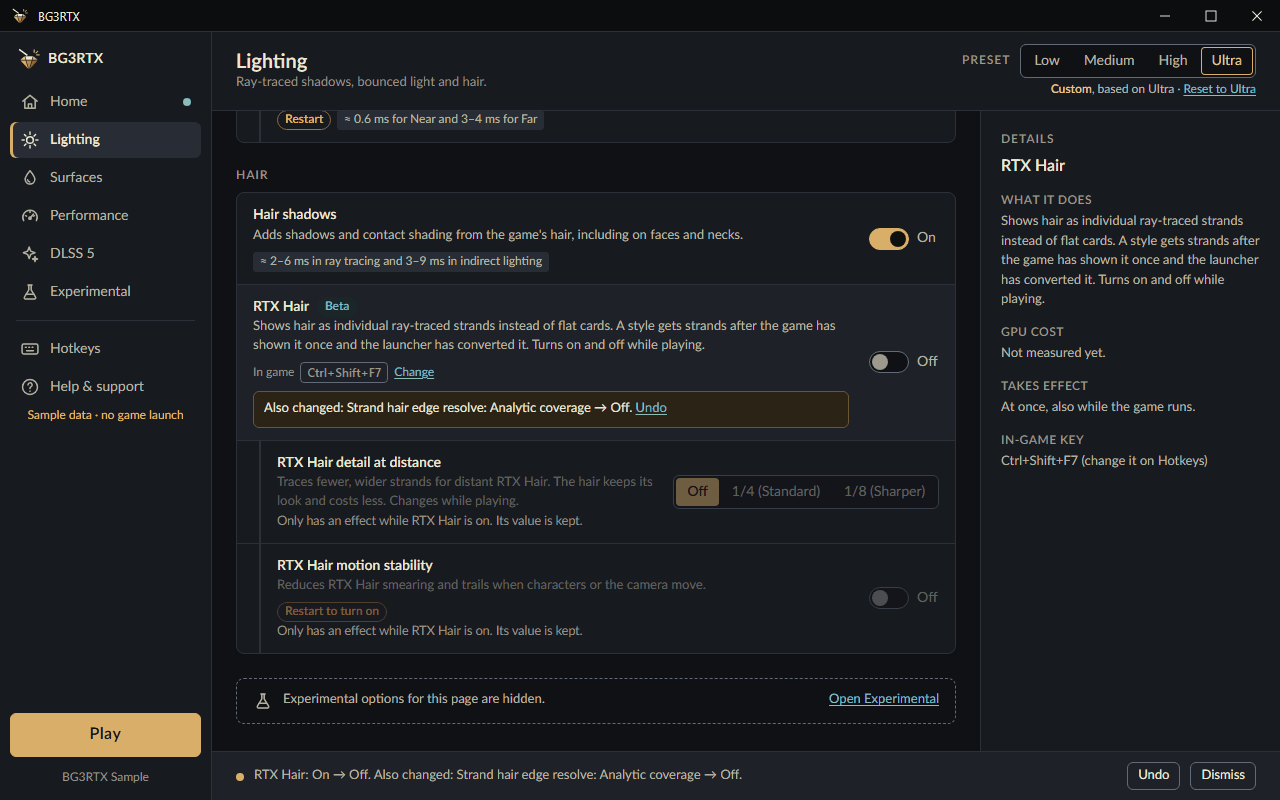 BG3RTX
BG3RTX
Home
Lighting
Surfaces
Performance
DLSS 5
Experimental
Hotkeys
Help & support
Sample data · no game launch
Play
BG3RTX Sample
Lighting
Ray-traced shadows, bounced light and hair.
PRESET
Low
Medium
High
Ultra
Custom, based on Ultra · Reset to Ultra
Restart
≈ 0.6 ms for Near and 3–4 ms for Far
HAIR
Hair shadows
Adds shadows and contact shading from the game's hair, including on faces and necks.
≈ 2–6 ms in ray tracing and 3–9 ms in indirect lighting
On
RTX Hair Beta
Shows hair as individual ray-traced strands instead of flat cards. A style gets strands after the game has
shown it once and the launcher has converted it. Turns on and off while playing.
In game Ctrl+Shift+F7 Change
Off
Also changed: Strand hair edge resolve: Analytic coverage → Off. Undo
RTX Hair detail at distance
Traces fewer, wider strands for distant RTX Hair. The hair keeps its
look and costs less. Changes while playing.
Only has an effect while RTX Hair is on. Its value is kept.
Off
1/4 (Standard)
1/8 (Sharper)
RTX Hair motion stability
Reduces RTX Hair smearing and trails when characters or the camera move.
Restart to turn on
Only has an effect while RTX Hair is on. Its value is kept.
Off
Experimental options for this page are hidden.
Open Experimental
DETAILS
RTX Hair
WHAT IT DOES
Shows hair as individual ray-traced strands
instead of flat cards. A style gets strands after
the game has shown it once and the launcher
has converted it. Turns on and off while
playing.
GPU COST
Not measured yet.
TAKES EFFECT
At once, also while the game runs.
IN-GAME KEY
Ctrl+Shift+F7 (change it on Hotkeys)
RTX Hair: On → Off. Also changed: Strand hair edge resolve: Analytic coverage → Off.
Undo
Dismiss